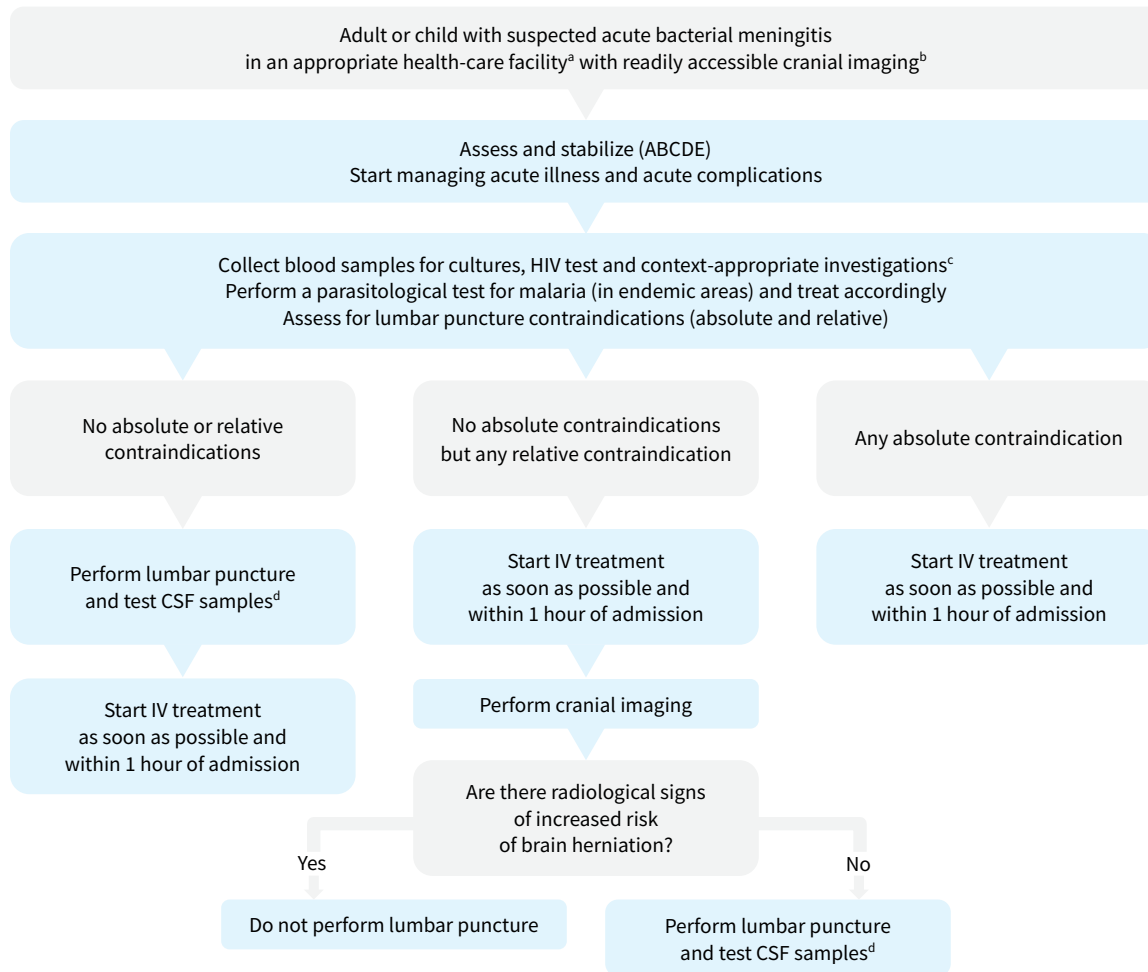 Adult or child with suspected acute bacterial meningitis
in an appropriate health-care facilityᵃ with readily accessible cranial imagingᵇ
Assess and stabilize (ABCDE)
Start managing acute illness and acute complications
Collect blood samples for cultures, HIV test and context-appropriate investigationsᶜ
Perform a parasitological test for malaria (in endemic areas) and treat accordingly
Assess for lumbar puncture contraindications (absolute and relative)
No absolute or relative
contraindications
No absolute contraindications
but any relative contraindication
Any absolute contraindication
Perform lumbar puncture
and test CSF samplesᵈ
Start IV treatment
as soon as possible and
within 1 hour of admission
Start IV treatment
as soon as possible and
within 1 hour of admission
Start IV treatment
as soon as possible and
within 1 hour of admission
Perform cranial imaging
Are there radiological signs
of increased risk
of brain herniation?
Yes
No
Do not perform lumbar puncture
Perform lumbar puncture
and test CSF samplesᵈ